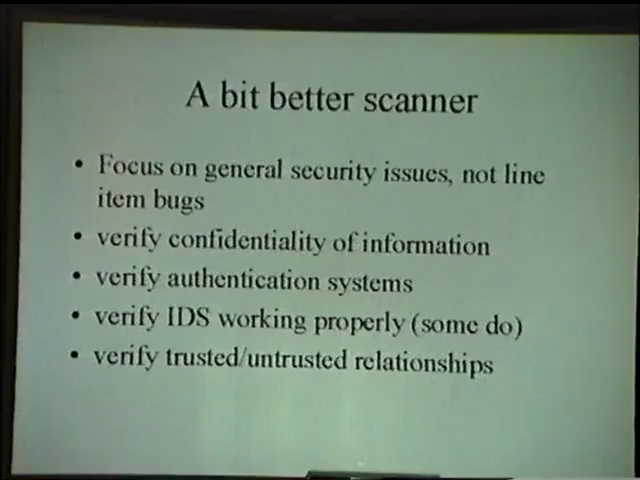 A bit better scanner
• Focus on general security issues, not line
item bugs
• verify confidentiality of information
• verify authentication systems
• verify IDS working properly (some do)
• verify trusted/untrusted relationships